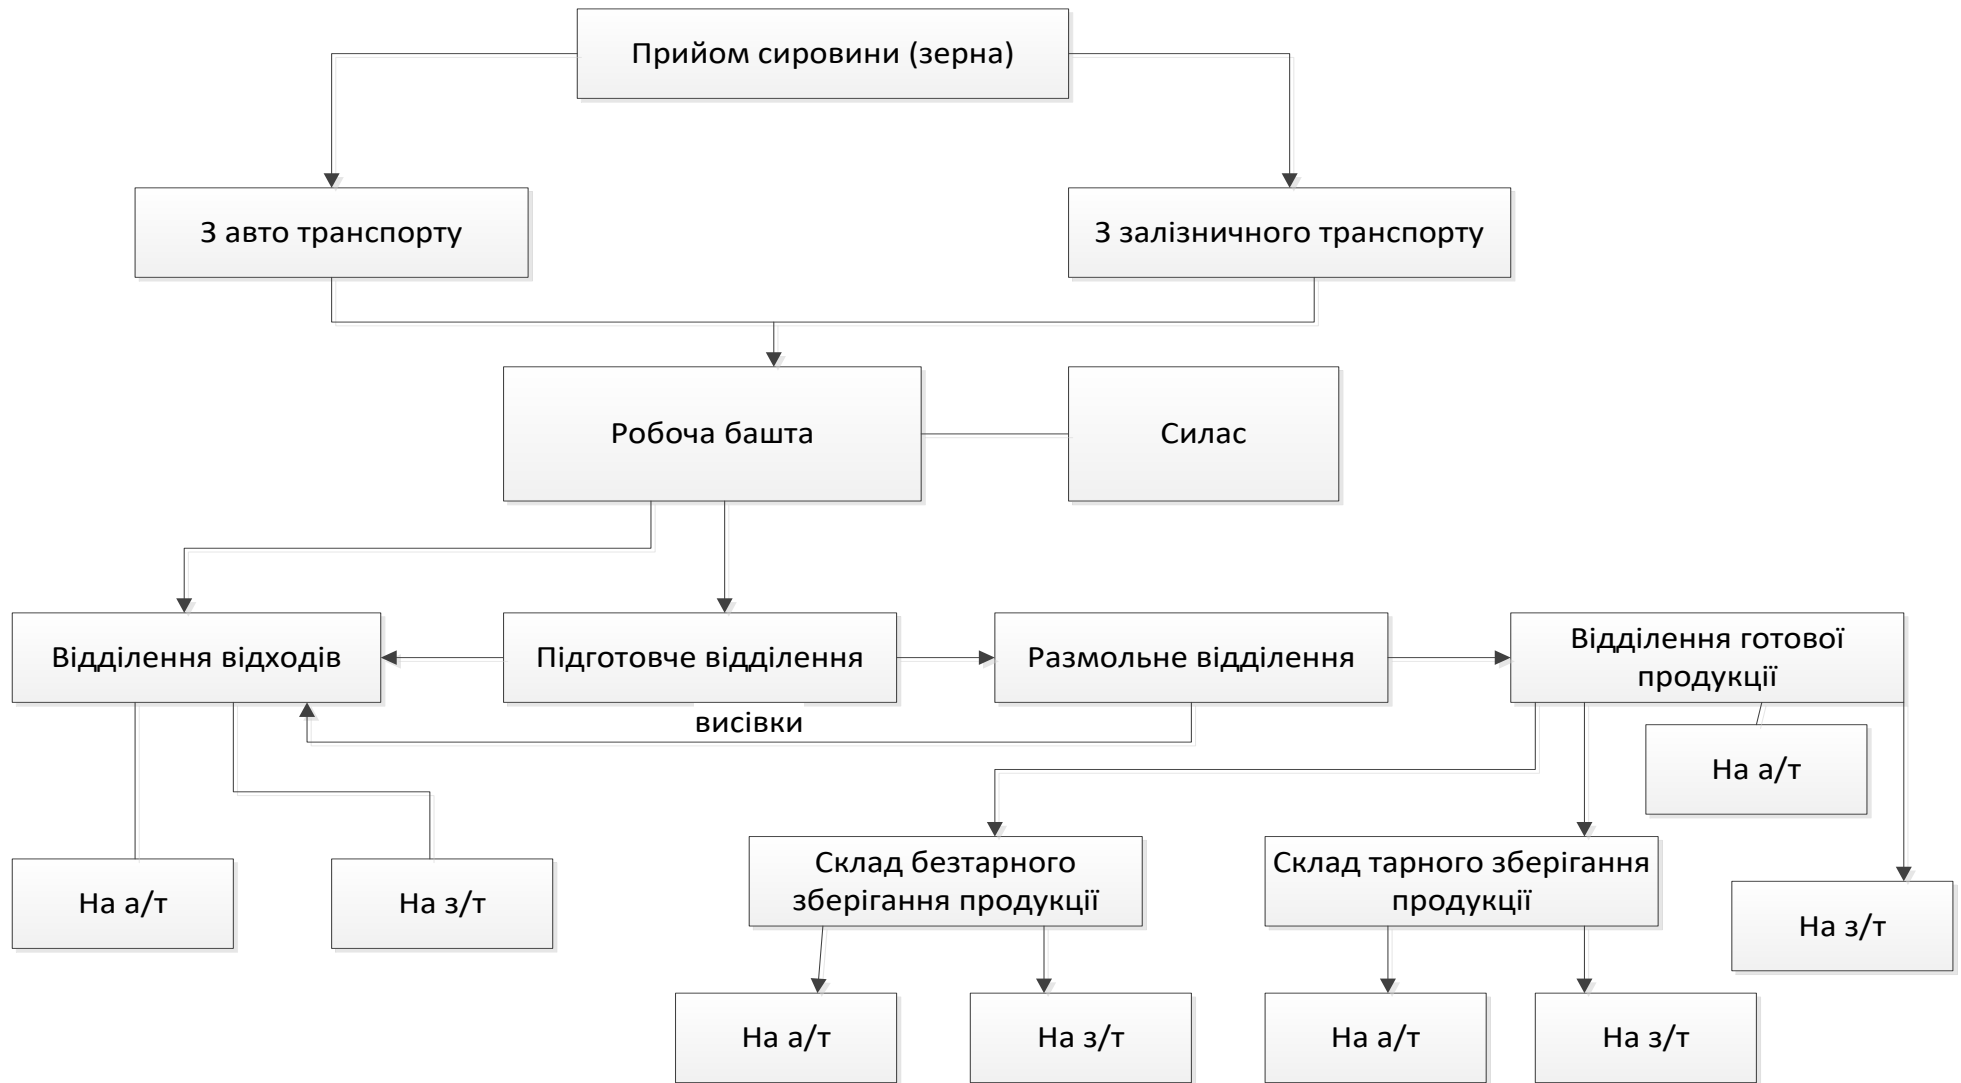 Прийом сировини (зерна)
З авто транспорту
З залізничного транспорту
Робоча башта
Силас
Відділення відходів
Підготовче відділення
Размольне відділення
Відділення готової
продукції
висівки
На а/т
Склад безтарного
зберігання продукції
Склад тарного зберігання
продукції
На а/т
На з/т
На з/т
На а/т
На з/т
На а/т
На з/т